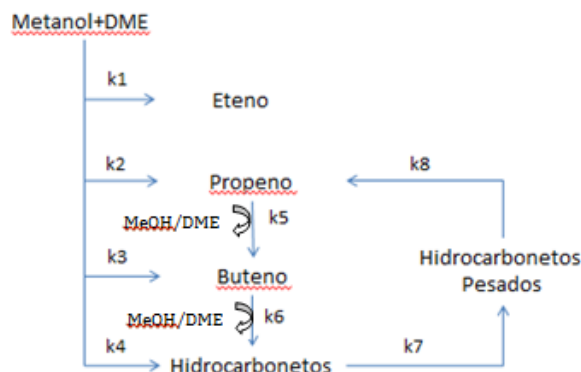 Metanol+DME
k1
Eteno
k2
Propeno
k8
MeOH/DME
k5
k3
Buteno
Hidrocarbonetos
Pesados
MeOH/DME
k6
k4
Hidrocarbonetos
k7